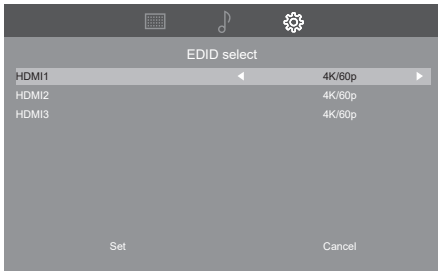 EDID select
HDMI1 4K/60p
HDMI2 4K/60p
HDMI3 4K/60p
Set Cancel